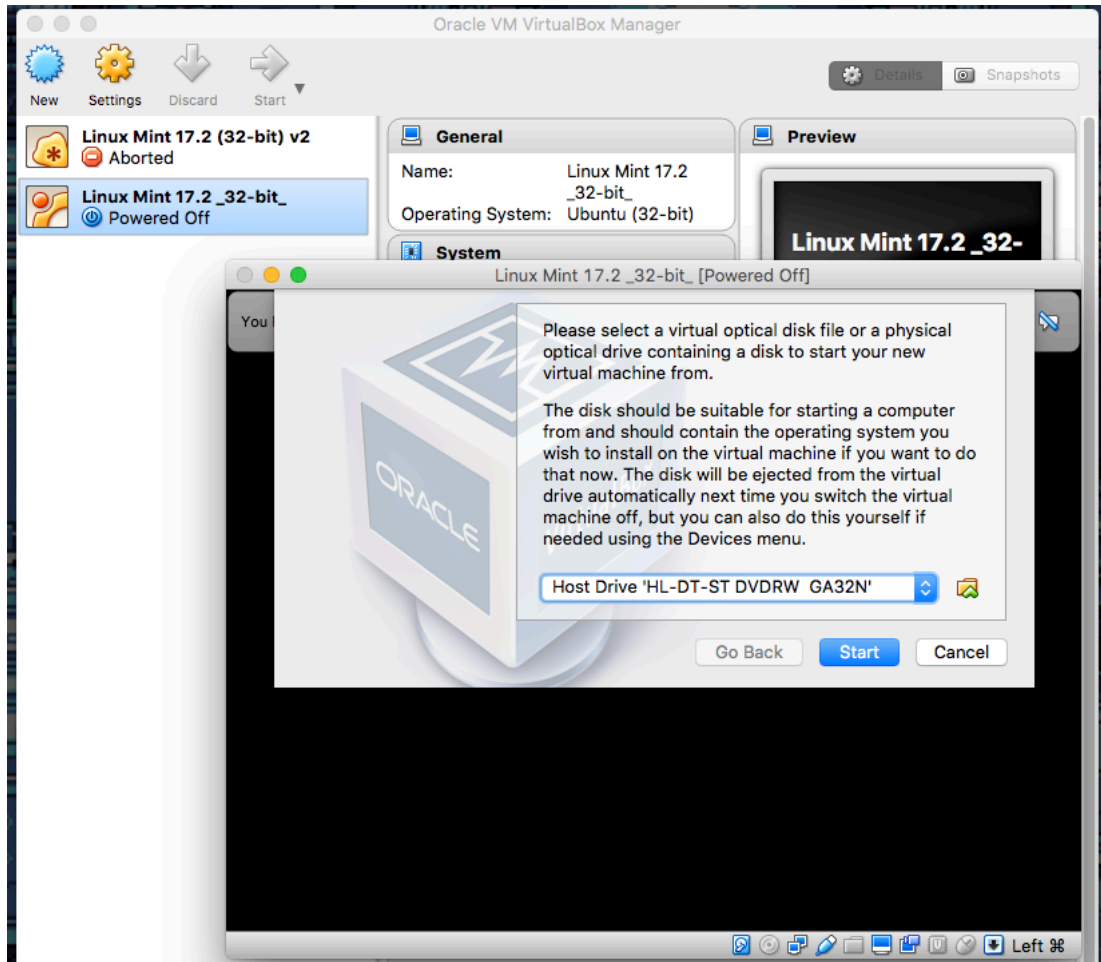 Oracle VM VirtualBox Manager
New
Settings
Discard
Start
Details
Snapshots
Linux Mint 17.2 (32-bit) v2
Aborted
Linux Mint 17.2 _32-bit_
Powered Off
General
Name:
Linux Mint 17.2
_32-bit_
Operating System:
Ubuntu (32-bit)
System
Preview
Linux Mint 17.2 _32-
Linux Mint 17.2 _32-bit_ [Powered Off]
You
ORACLE
Please select a virtual optical disk file or a physical
optical drive containing a disk to start your new
virtual machine from.
The disk should be suitable for starting a computer
from and should contain the operating system you
wish to install on the virtual machine if you want to do
that now. The disk will be ejected from the virtual
drive automatically next time you switch the virtual
machine off, but you can also do this yourself if
needed using the Devices menu.
Host Drive 'HL-DT-ST DVDRW  GA32N'
Go Back
Start
Cancel
Left ⌘